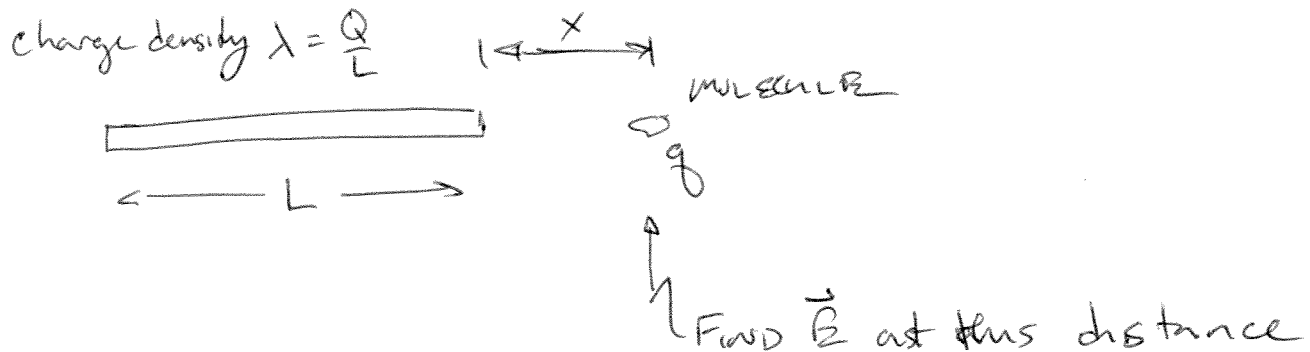 charge density λ = Q/L
X
MOLECULE
q
L
FIND E⃗ at this distance